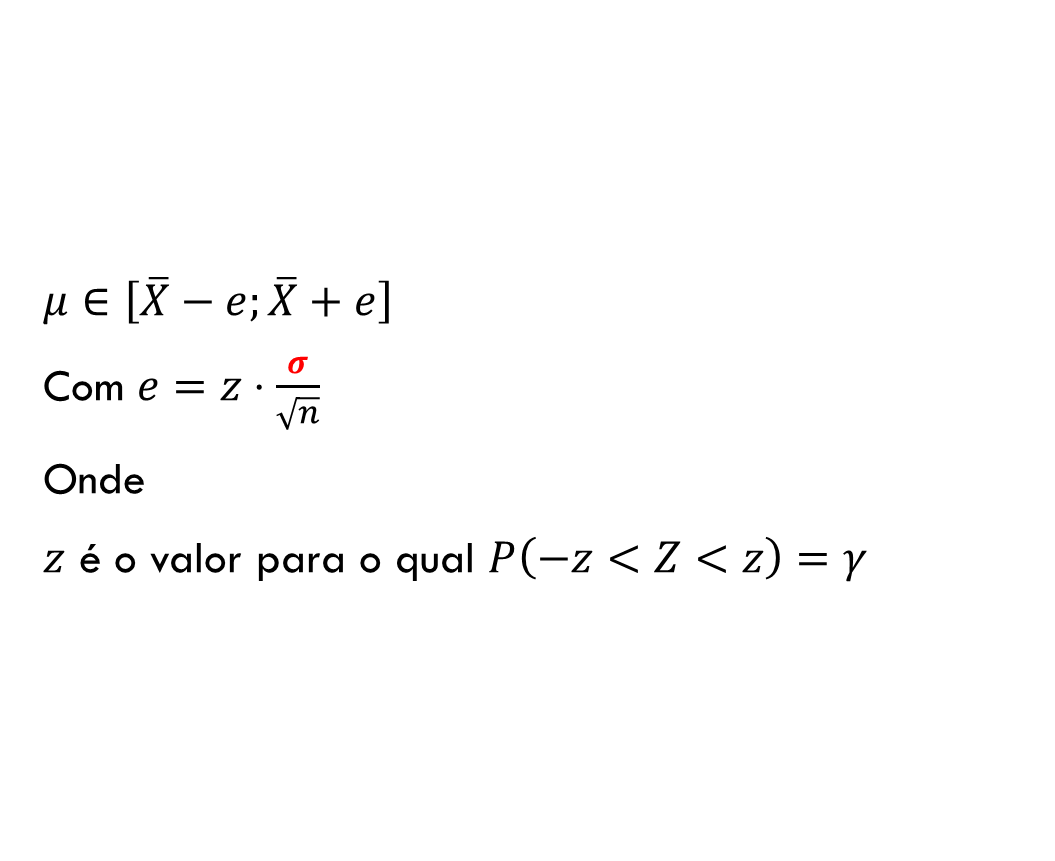 μ ∈ [X̄ − e; X̄ + e]
Com e = z · σ/√n
Onde
z é o valor para o qual P(−z < Z < z) = γ